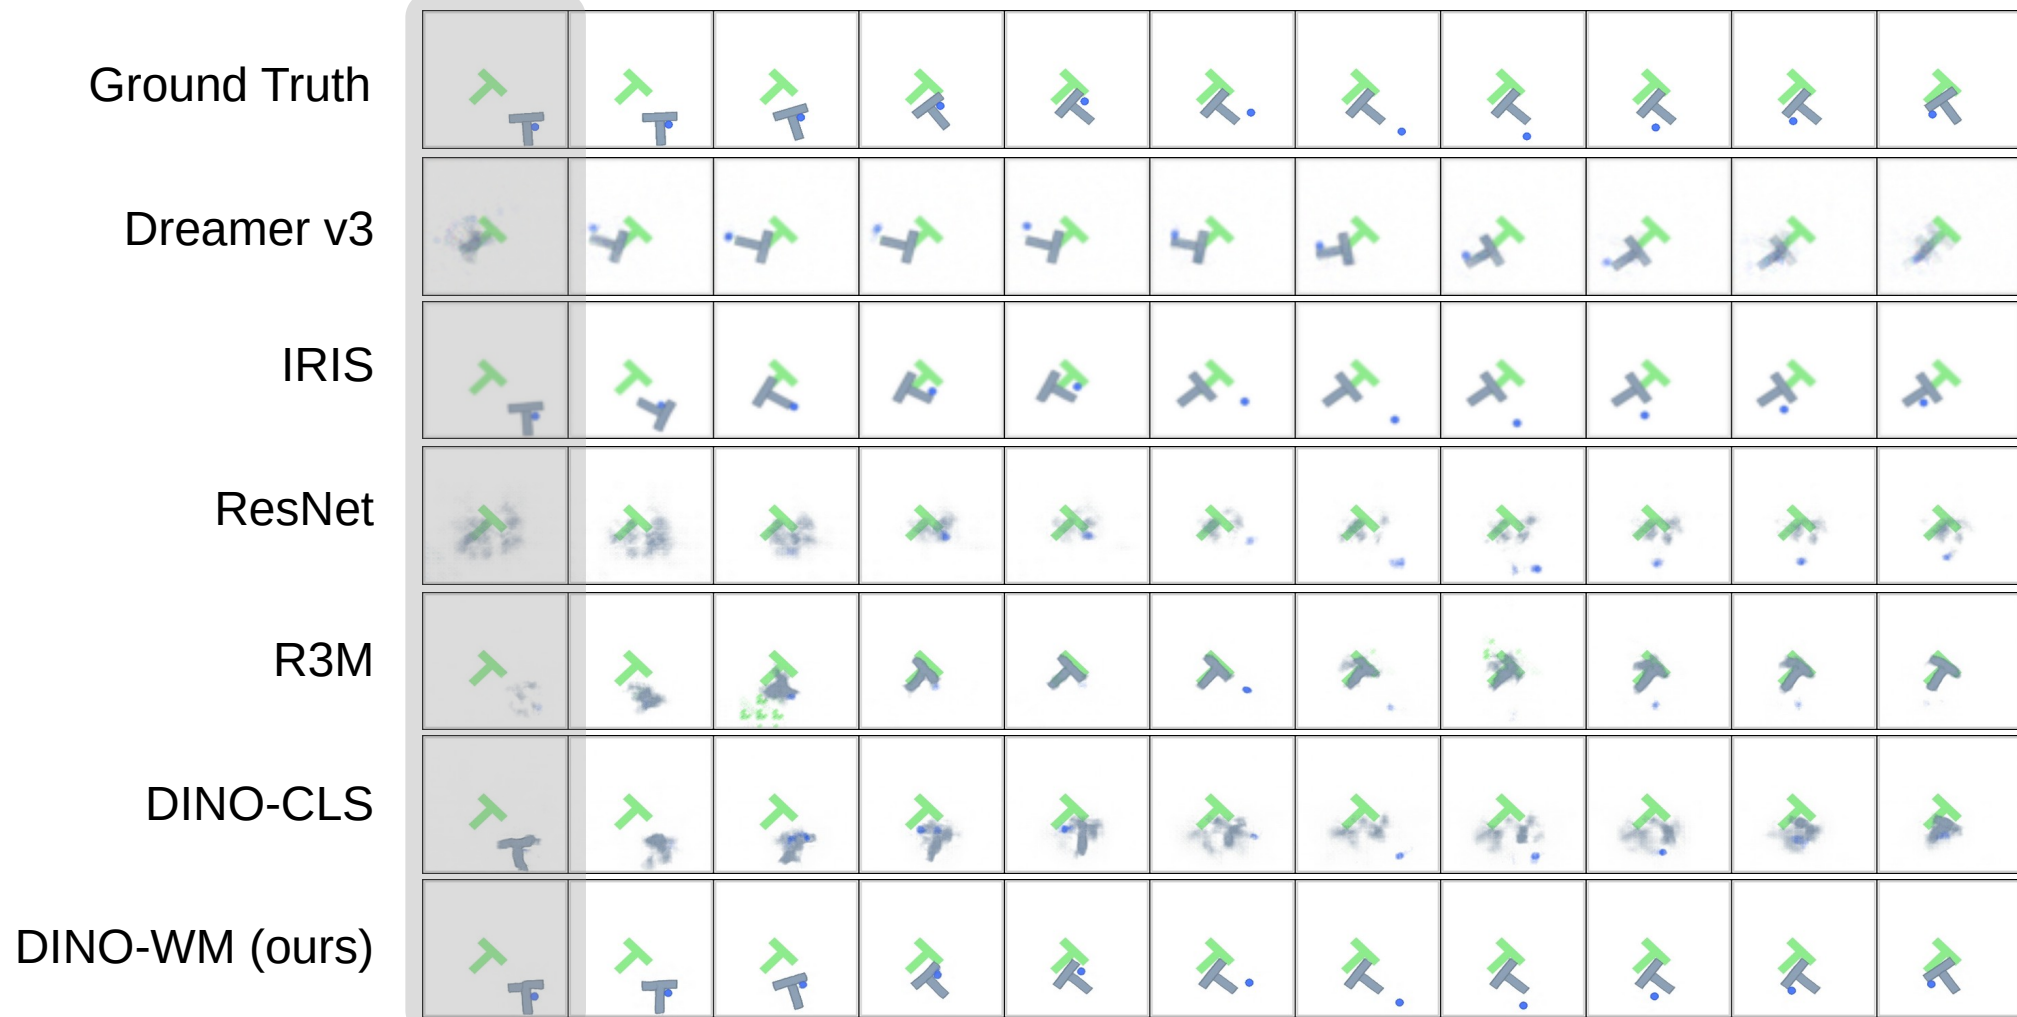 Ground Truth
Dreamer v3
IRIS
ResNet
R3M
DINO-CLS
DINO-WM (ours)